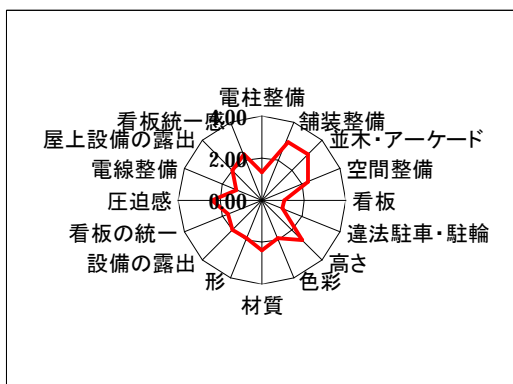 電柱整備
4.00
看板統一感
舗装整備
屋上設備の露出
並木・アーケード
2.00
電線整備
空間整備
圧迫感
0.00
看板
看板の統一
違法駐車・駐輪
設備の露出
高さ
形
色彩
材質